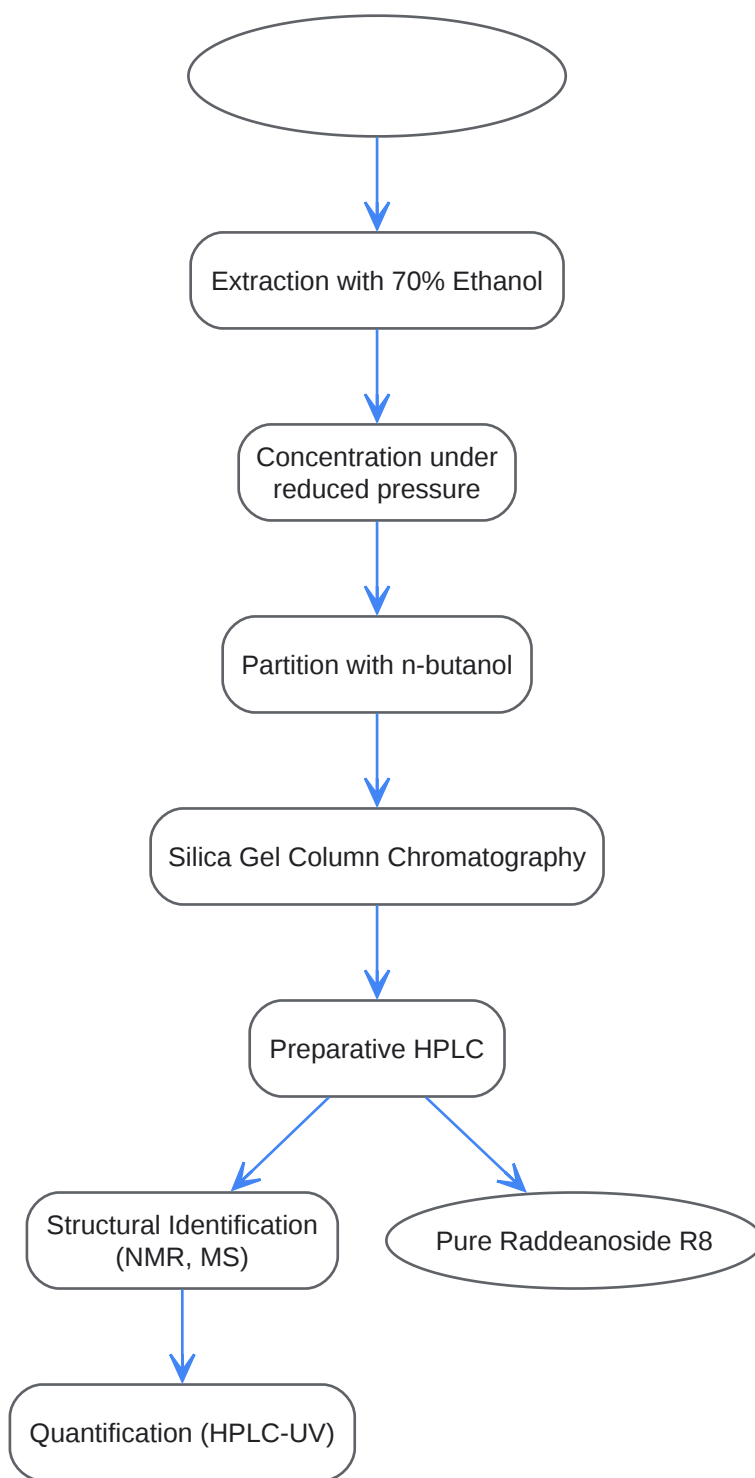 Extraction with 70% Ethanol
Concentration under
reduced pressure
Partition with n-butanol
Silica Gel Column Chromatography
Preparative HPLC
Structural Identification
(NMR, MS)
Pure Raddeanoside R8
Quantification (HPLC-UV)